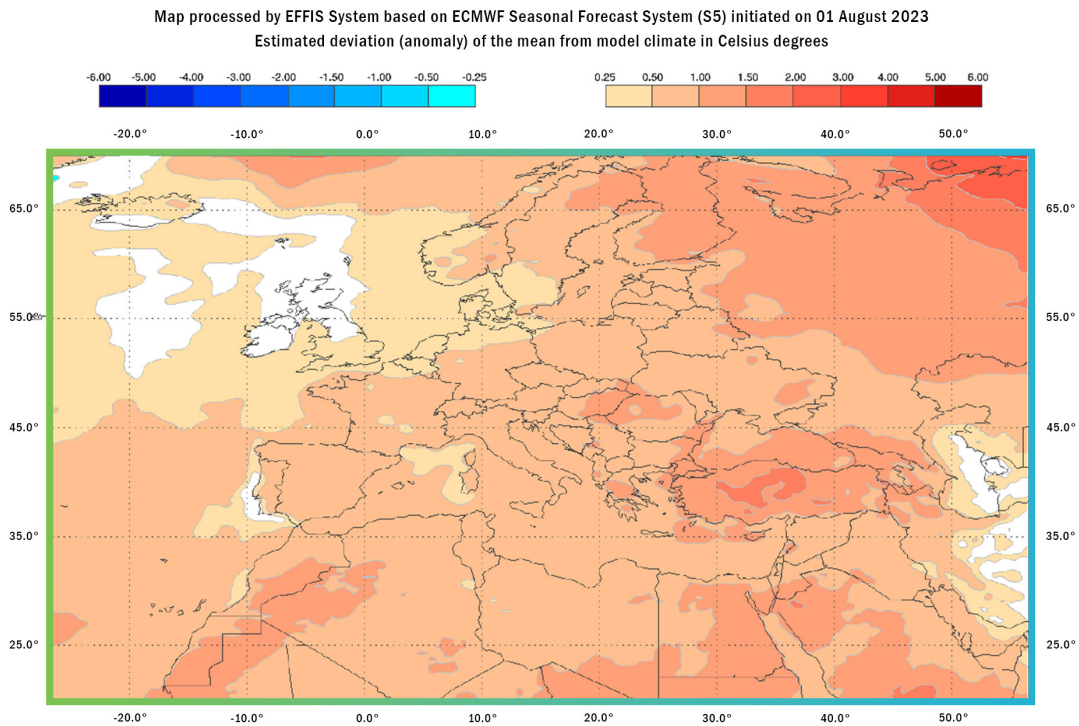 Map processed by EFFIS System based on ECMWF Seasonal Forecast System (S5) initiated on 01 August 2023
Estimated deviation (anomaly) of the mean from model climate in Celsius degrees
-6.00 -5.00 -4.00 -3.00 -2.00 -1.50 -1.00 -0.50 -0.25 0.25 0.50 1.00 1.50 2.00 3.00 4.00 5.00 6.00
-20.0° -10.0° 0.0° 10.0° 20.0° 30.0° 40.0° 50.0°
65.0° 65.0°
55.0° 55.0°
45.0° 45.0°
35.0° 35.0°
25.0° 25.0°
-20.0° -10.0° 0.0° 10.0° 20.0° 30.0° 40.0° 50.0°